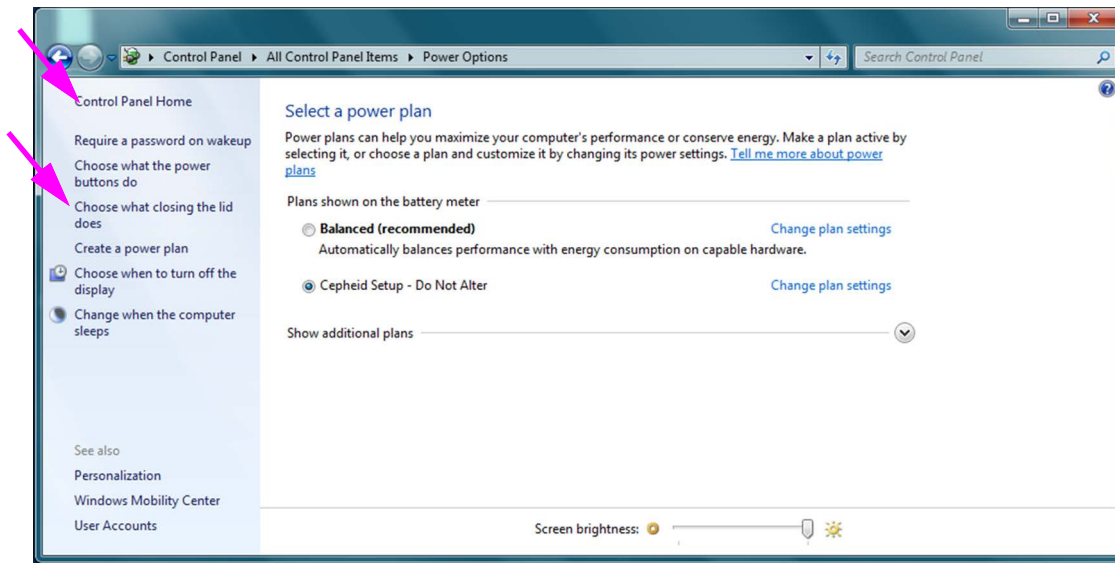 Control Panel ▸ All Control Panel Items ▸ Power Options
Search Control Panel
Control Panel Home
Require a password on wakeup
Choose what the power
buttons do
Choose what closing the lid
does
Create a power plan
Choose when to turn off the
display
Change when the computer
sleeps
See also
Personalization
Windows Mobility Center
User Accounts
Select a power plan
Power plans can help you maximize your computer's performance or conserve energy. Make a plan active by
selecting it, or choose a plan and customize it by changing its power settings. Tell me more about power
plans
Plans shown on the battery meter
Balanced (recommended) Change plan settings
Automatically balances performance with energy consumption on capable hardware.
Cepheid Setup - Do Not Alter Change plan settings
Show additional plans
Screen brightness: